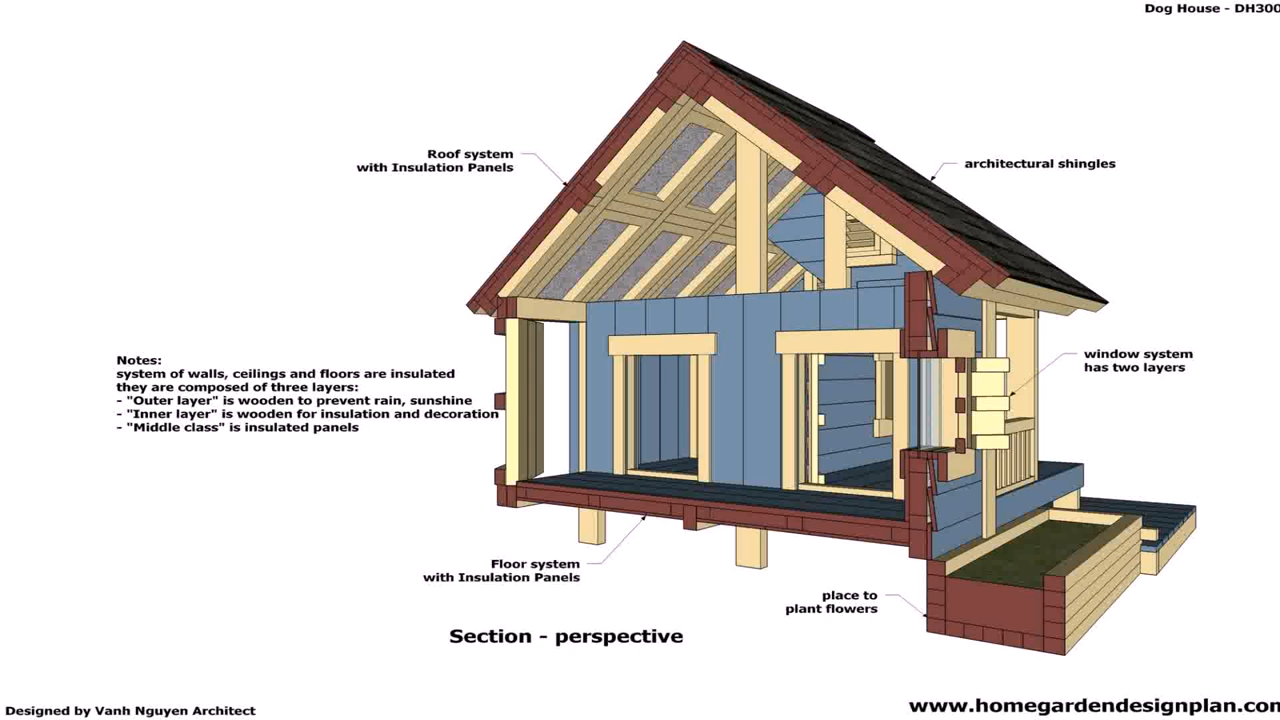 Dog House - DH300
Roof system
with Insulation Panels
architectural shingles
Notes:
system of walls, ceilings and floors are insulated
they are composed of three layers:
- "Outer layer" is wooden to prevent rain, sunshine
- "Inner layer" is wooden for insulation and decoration
- "Middle class" is insulated panels
window system
has two layers
Floor system
with Insulation Panels
place to
plant flowers
Section - perspective
Designed by Vanh Nguyen Architect
www.homegardendesignplan.con